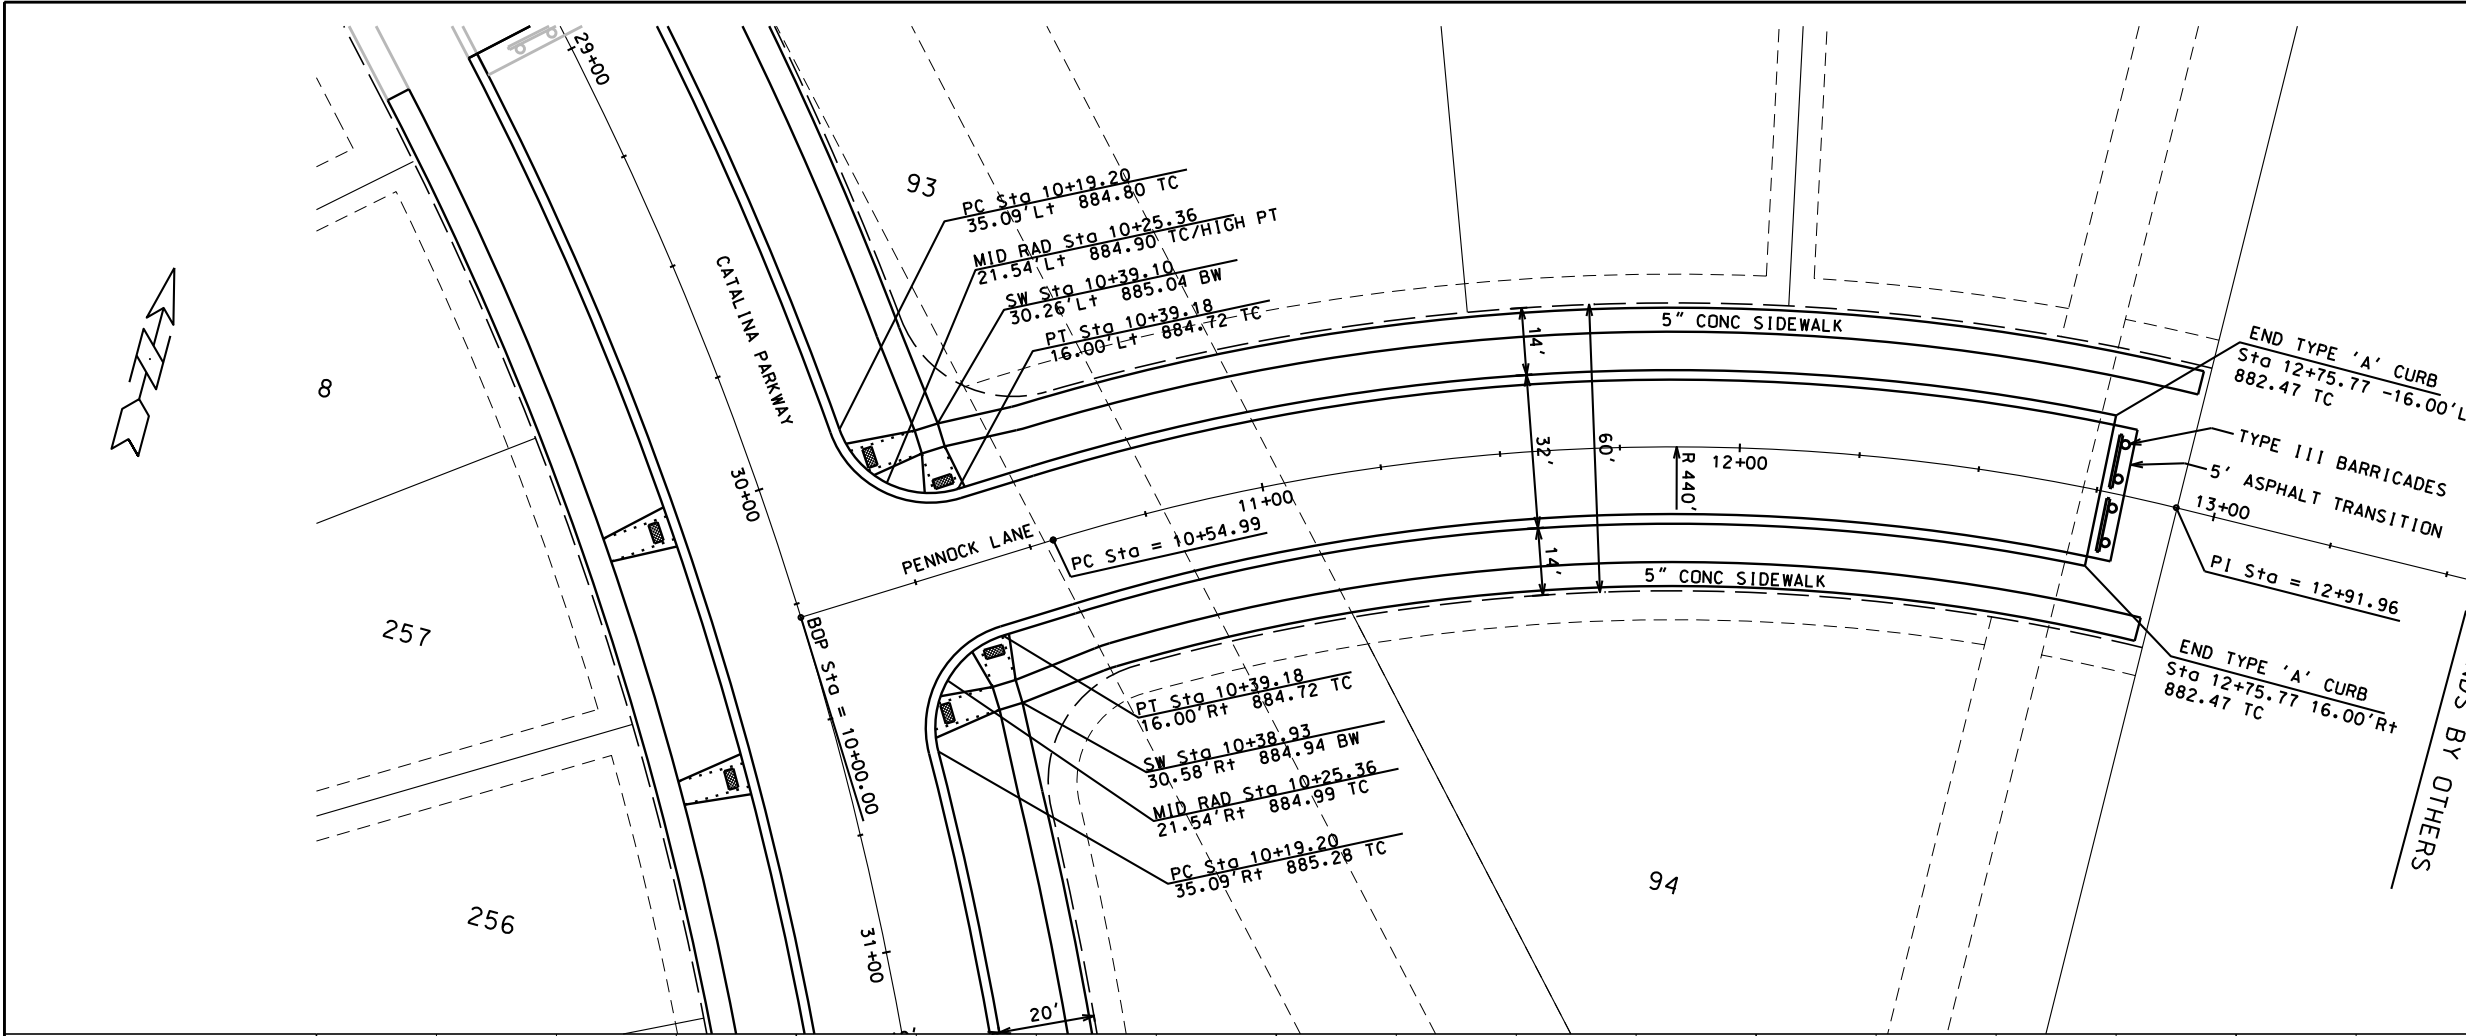 29+00
93
PC Sta 10+19.20
35.09'Lt 884.80 TC
MID RAD Sta 10+25.36
21.54'Lt 884.90 TC/HIGH PT
SW Sta 10+39.10
30.26'Lt 885.04 BW
PT Sta 10+39.18
16.00'Lt 884.72 TC
CATALINA PARKWAY
5" CONC SIDEWALK
14'
32'
60'
R 440'
12+00
END TYPE 'A' CURB
Sta 12+75.77 -16.00'L
882.47 TC
TYPE III BARRICADES
5' ASPHALT TRANSITION
13+00
8
30+00
11+00
PENNOCK LANE
PC Sta = 10+54.99
14'
5" CONC SIDEWALK
PI Sta = 12+91.96
BOP Sta = 10+00.00
257
END TYPE 'A' CURB
Sta 12+75.77 16.00'Rt
882.47 TC
PT Sta 10+39.18
16.00'Rt 884.72 TC
SW Sta 10+38.93
30.58'Rt 884.94 BW
MID RAD Sta 10+25.36
21.54'Rt 884.99 TC
PC Sta 10+19.20
35.09'Rt 885.28 TC
BY OTHERS
94
256
31+00
20'